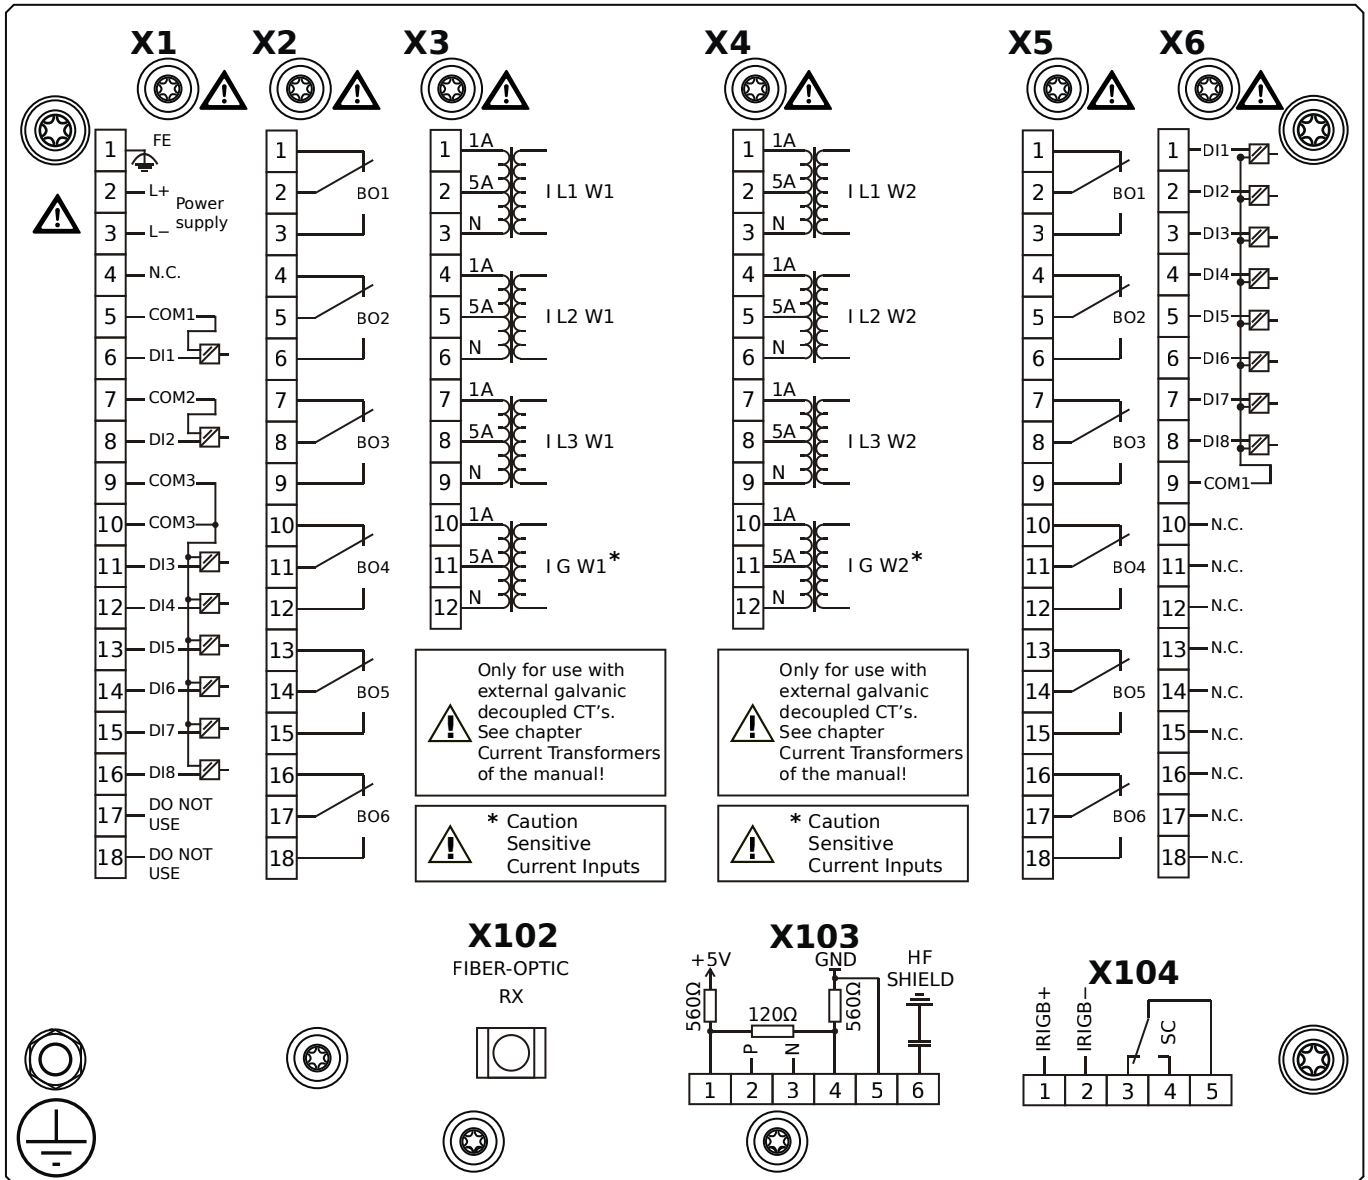 X1
X2
X3
X4
X5
X6
1 FE
2 L+
Power
supply
3 L−
4 N.C.
5 COM1
6 DI1
7 COM2
8 DI2
9 COM3
10 COM3
11 DI3
12 DI4
13 DI5
14 DI6
15 DI7
16 DI8
17 DO NOT
USE
18 DO NOT
USE
1
2 BO1
3
4
5 BO2
6
7
8 BO3
9
10
11 BO4
12
13
14 BO5
15
16
17 BO6
18
1 1A
2 5A I L1 W1
3 N
4 1A
5 5A I L2 W1
6 N
7 1A
8 5A I L3 W1
9 N
10 1A
11 5A I G W1*
12 N
Only for use with
external galvanic
decoupled CT’s.
See chapter
Current Transformers
of the manual!
* Caution
Sensitive
Current Inputs
1 1A
2 5A I L1 W2
3 N
4 1A
5 5A I L2 W2
6 N
7 1A
8 5A I L3 W2
9 N
10 1A
11 5A I G W2*
12 N
Only for use with
external galvanic
decoupled CT’s.
See chapter
Current Transformers
of the manual!
* Caution
Sensitive
Current Inputs
1
2 BO1
3
4
5 BO2
6
7
8 BO3
9
10
11 BO4
12
13
14 BO5
15
16
17 BO6
18
1 DI1
2 DI2
3 DI3
4 DI4
5 DI5
6 DI6
7 DI7
8 DI8
9 COM1
10 N.C.
11 N.C.
12 N.C.
13 N.C.
14 N.C.
15 N.C.
16 N.C.
17 N.C.
18 N.C.
X102
FIBER-OPTIC
RX
X103
+5V
GND
HF
SHIELD
560Ω
120Ω
560Ω
P
N
1 2 3 4 5 6
X104
IRIGB+
IRIGB−
SC
1 2 3 4 5